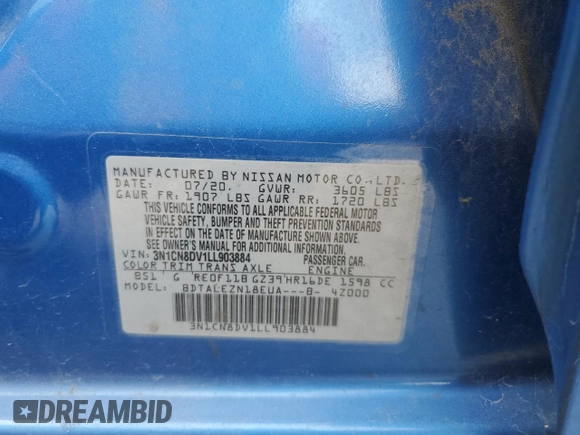 MANUFACTURED BY NISSAN MOTOR CO., LTD.
DATE: 07/20. GVWR: 3605 LBS
GAWR FR: 1907 LBS GAWR RR: 1720 LBS
THIS VEHICLE CONFORMS TO ALL APPLICABLE FEDERAL MOTOR
VEHICLE SAFETY, BUMPER AND THEFT PREVENTION STANDARDS
IN EFFECT ON THE DATE OF MANUFACTURE SHOWN ABOVE.
SEE OWNER'S MANUAL FOR ADDITIONAL INFORMATION.
VIN: 3N1CN8DV1LL903884 PASSENGER CAR.
COLOR TRIM TRANS AXLE ENGINE
B51 G RE0F11B GZ39 HR16DE 1598 CC
MODEL: BDTALEZN18EUA---B- 4Z000
3N1CN8DV1LL903884
DREAMBID